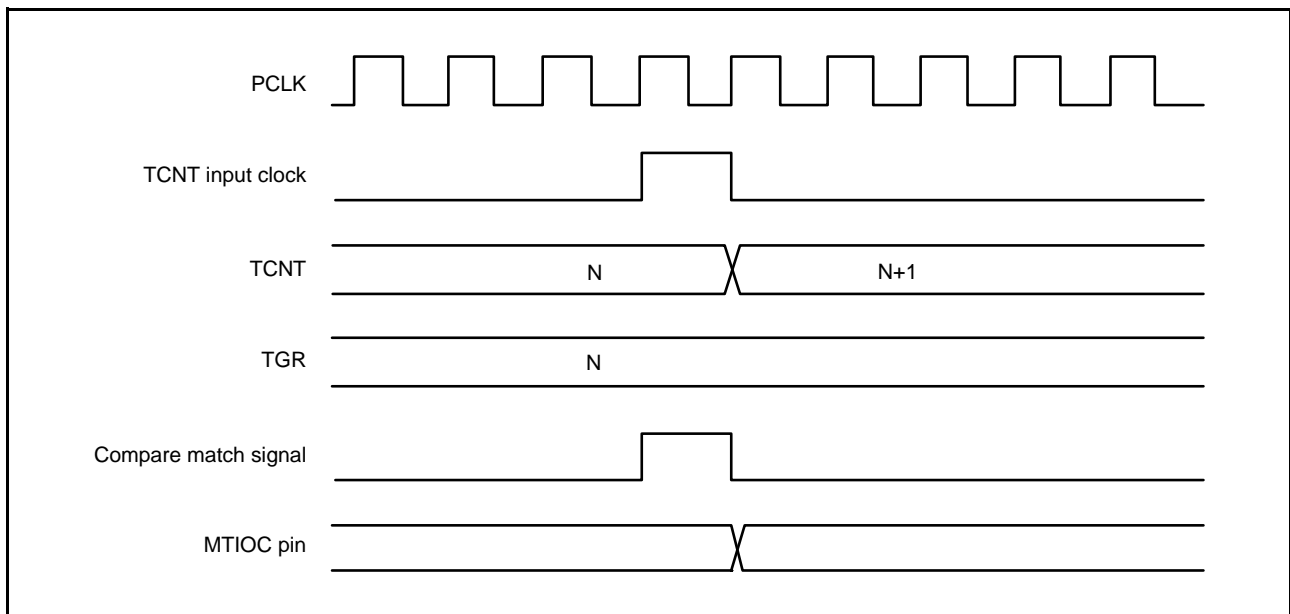 PCLK
TCNT input clock
TCNT
N
N+1
TGR
N
Compare match signal
MTIOC pin